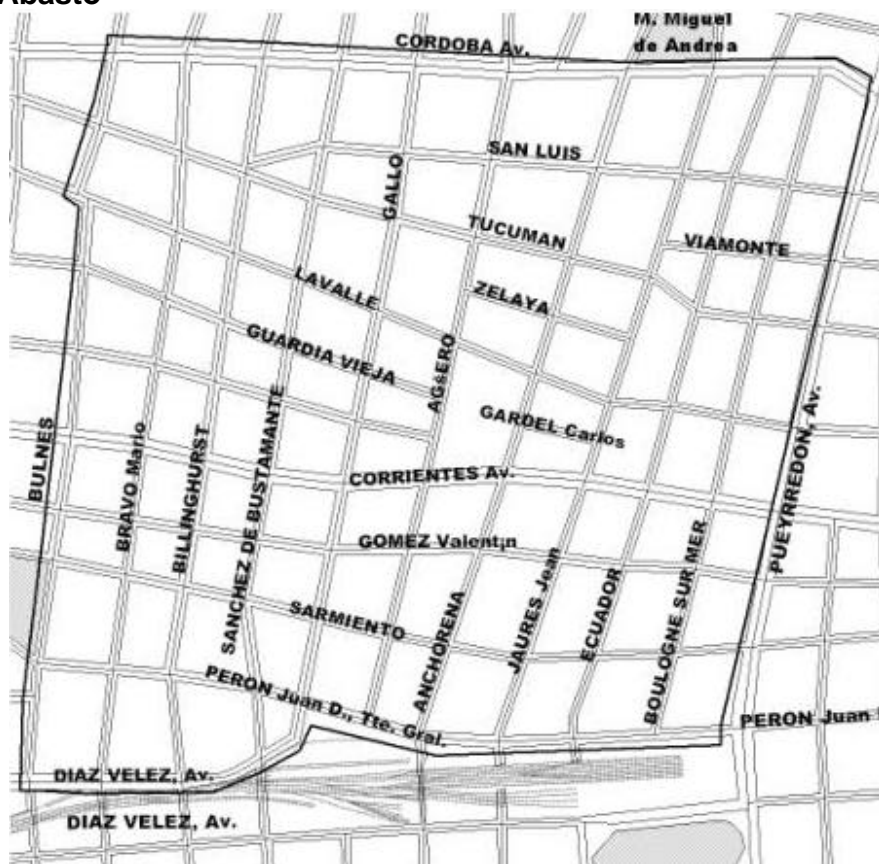 Abasto
M. Miguel
de Andrea
CORDOBA Av.
SAN LUIS
GALLO
TUCUMAN
VIAMONTE
LAVALLE
ZELAYA
GUARDIA VIEJA
AGsERO
GARDEL Carlos
PUEYRREDON, Av.
BULNES
BRAVO Mario
BILLINGHURST
SANCHEZ DE BUSTAMANTE
CORRIENTES Av.
GOMEZ Valent¡n
SARMIENTO
ANCHORENA
JAURES Jean
ECUADOR
BOULOGNE SUR MER
PERON Juan D., Tte. Gral.
PERON Juan
DIAZ VELEZ, Av.
DIAZ VELEZ, Av.